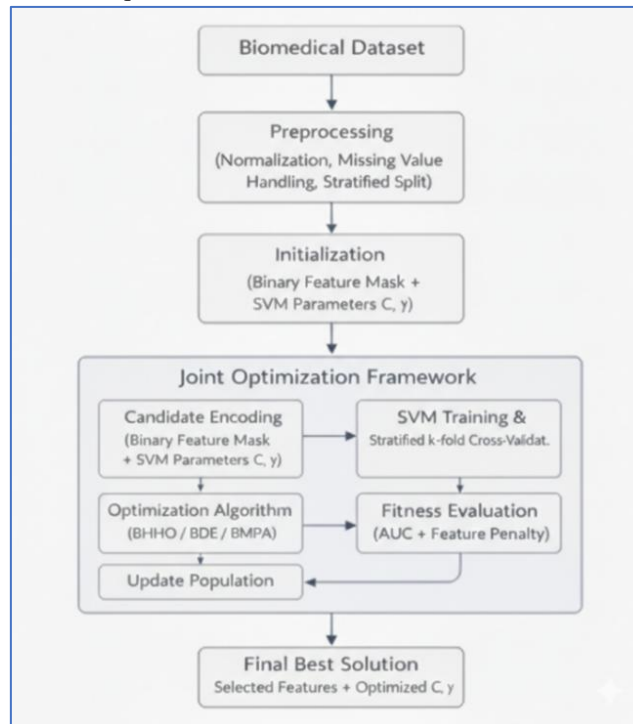 Biomedical Dataset
Preprocessing
(Normalization, Missing Value
Handling, Stratified Split)
Initialization
(Binary Feature Mask +
SVM Parameters C, γ)
Joint Optimization Framework
Candidate Encoding
(Binary Feature Mask
+ SVM Parameters C, γ)
SVM Training &
Stratified k-fold Cross-Validat.
Optimization Algorithm
(BHHO / BDE / BMPA)
Fitness Evaluation
(AUC + Feature Penalty)
Update Population
Final Best Solution
Selected Features + Optimized C, γ